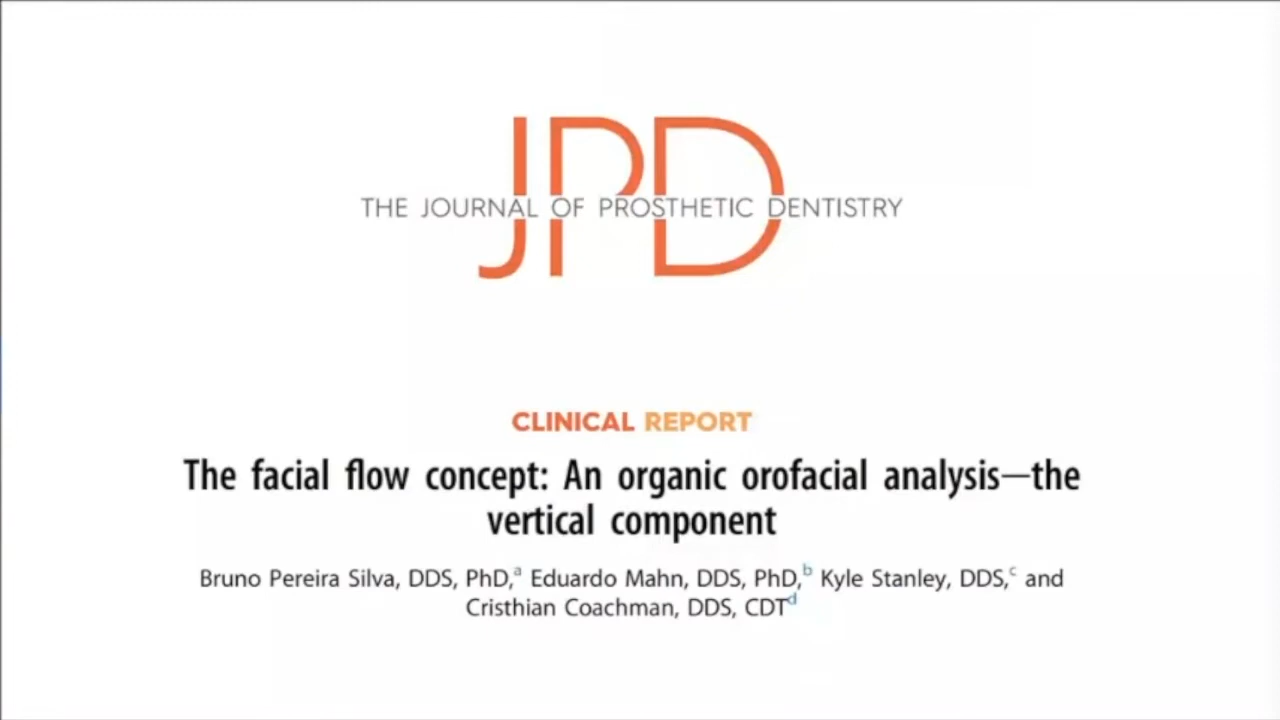 JPD
THE JOURNAL OF PROSTHETIC DENTISTRY
CLINICAL REPORT
The facial flow concept: An organic orofacial analysis—the
vertical component
Bruno Pereira Silva, DDS, PhD,a Eduardo Mahn, DDS, PhD,b Kyle Stanley, DDS,c and
Cristhian Coachman, DDS, CDTd